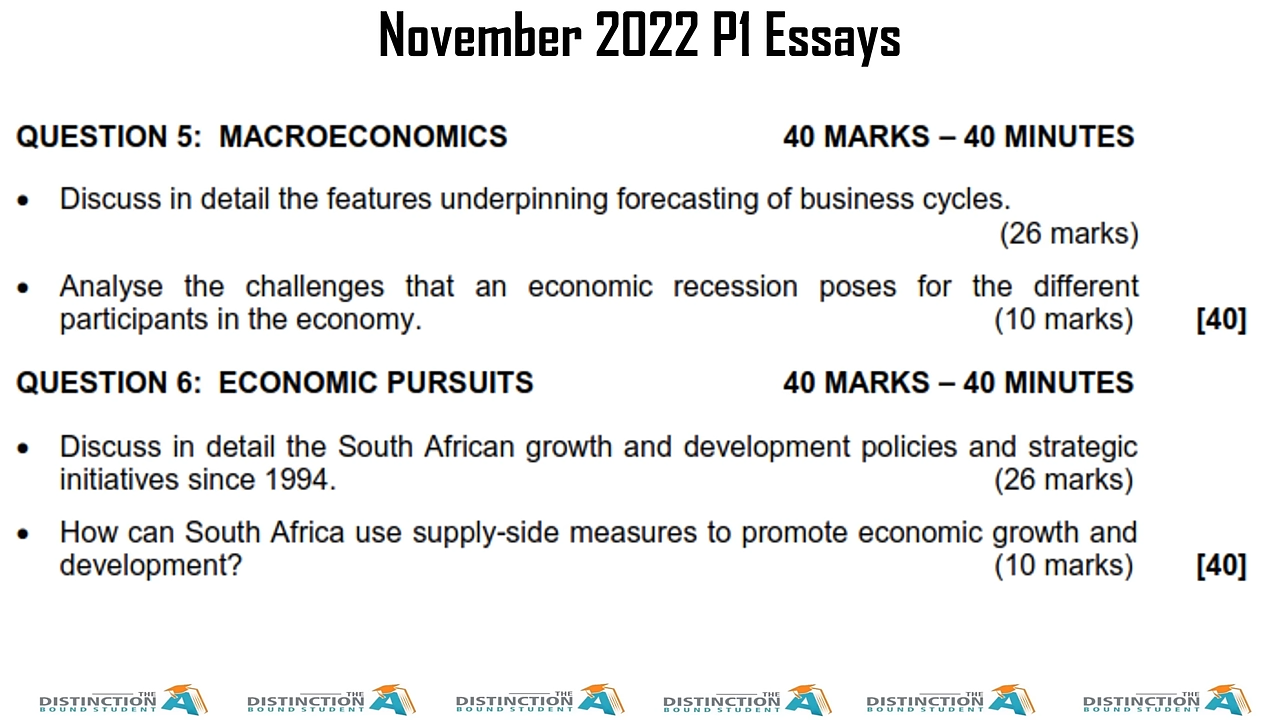 November 2022 P1 Essays
QUESTION 5: MACROECONOMICS 40 MARKS – 40 MINUTES
• Discuss in detail the features underpinning forecasting of business cycles.
(26 marks)
• Analyse the challenges that an economic recession poses for the different
participants in the economy. (10 marks) [40]
QUESTION 6: ECONOMIC PURSUITS 40 MARKS – 40 MINUTES
• Discuss in detail the South African growth and development policies and strategic
initiatives since 1994. (26 marks)
• How can South Africa use supply-side measures to promote economic growth and
development? (10 marks) [40]
THE THE THE THE THE THE
DISTINCTION DISTINCTION DISTINCTION DISTINCTION DISTINCTION DISTINCTION
BOUND STUDENT BOUND STUDENT BOUND STUDENT BOUND STUDENT BOUND STUDENT BOUND STUDENT